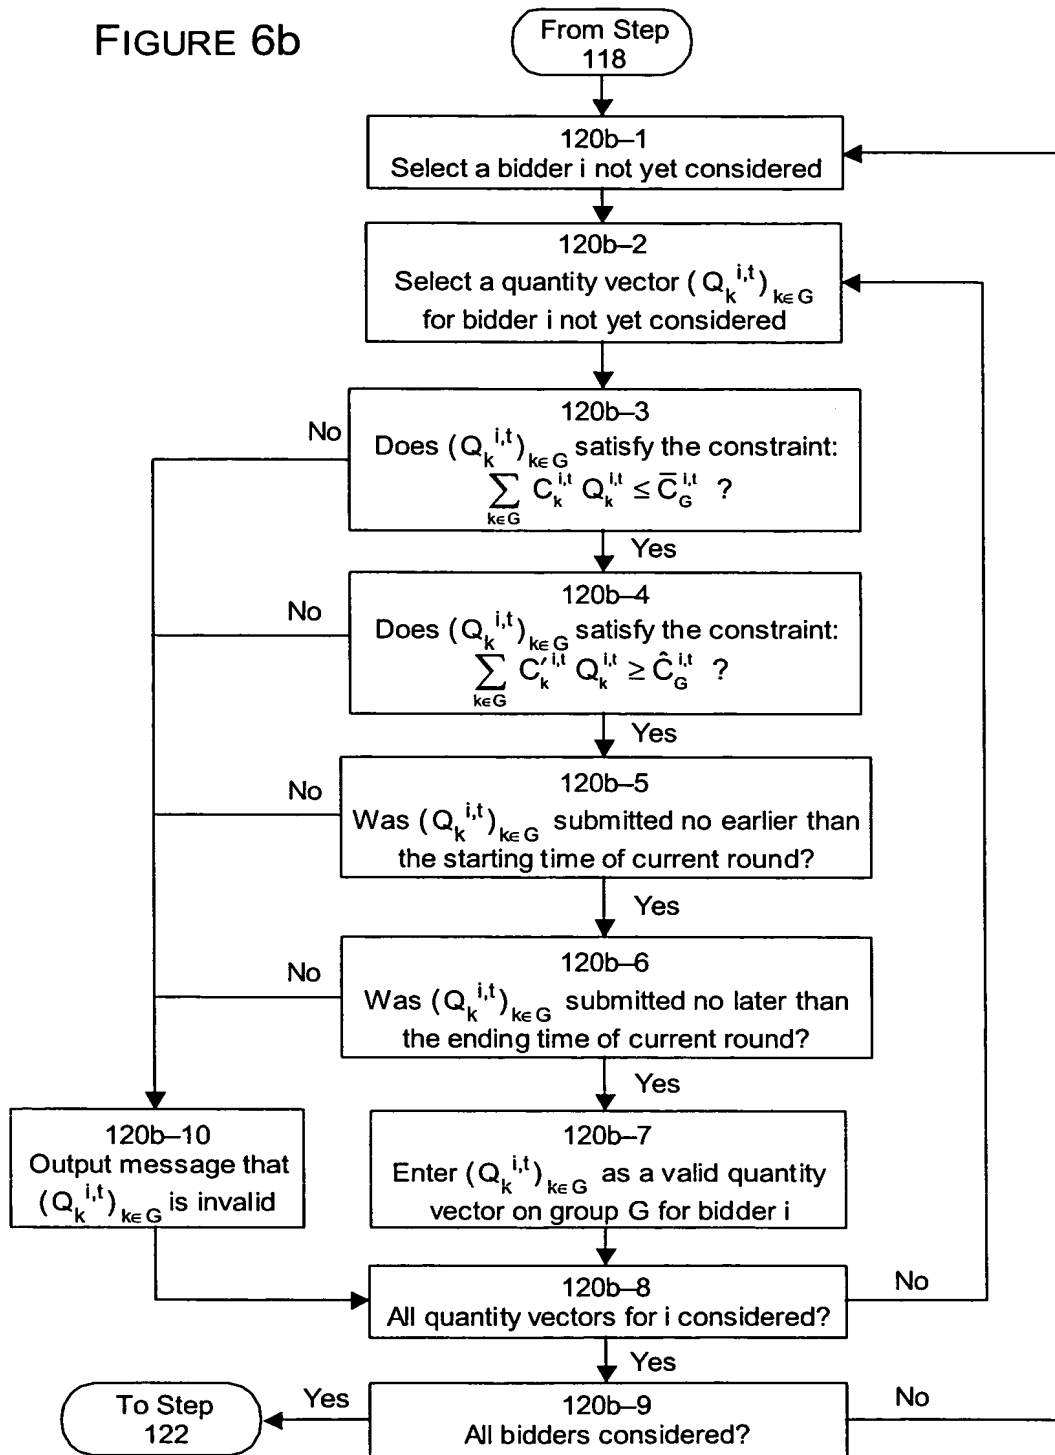 FIGURE 6b
From Step
118
120b–1
Select a bidder i not yet considered
120b–2
Select a quantity vector (Q_k^{i,t})_{k∈G}
for bidder i not yet considered
120b–3
Does (Q_k^{i,t})_{k∈G} satisfy the constraint:
∑_{k∈G} C_k^{i,t} Q_k^{i,t} ≤ C̄_G^{i,t} ?
No
Yes
120b–4
Does (Q_k^{i,t})_{k∈G} satisfy the constraint:
∑_{k∈G} C′_k^{i,t} Q_k^{i,t} ≥ Ĉ_G^{i,t} ?
No
Yes
120b–5
Was (Q_k^{i,t})_{k∈G} submitted no earlier than
the starting time of current round?
No
Yes
120b–6
Was (Q_k^{i,t})_{k∈G} submitted no later than
the ending time of current round?
No
Yes
120b–10
Output message that
(Q_k^{i,t})_{k∈G} is invalid
120b–7
Enter (Q_k^{i,t})_{k∈G} as a valid quantity
vector on group G for bidder i
120b–8
All quantity vectors for i considered?
No
Yes
120b–9
All bidders considered?
No
Yes
To Step
122